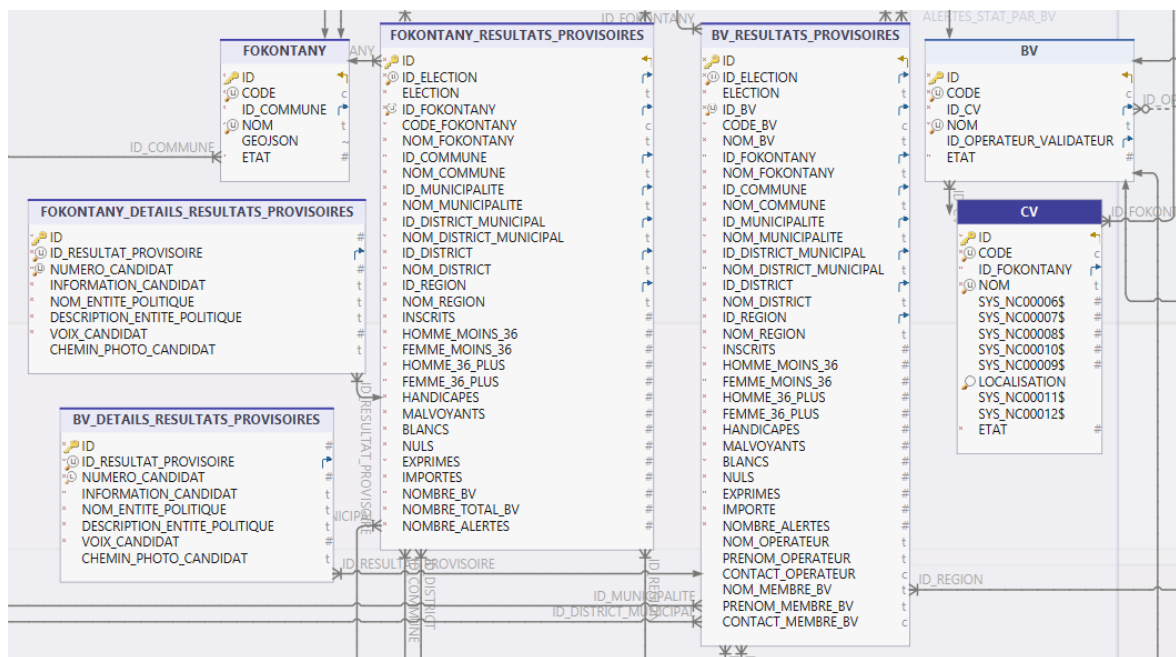 ID_FOKONTANY
ALERTES_STAT_PAR_BV
FOKONTANY
ID
CODE
ID_COMMUNE
NOM
GEOJSON
ETAT
c
t
~
#
ANY
ID_COMMUNE
FOKONTANY_RESULTATS_PROVISOIRES
ID
ID_ELECTION
ELECTION
ID_FOKONTANY
CODE_FOKONTANY
NOM_FOKONTANY
ID_COMMUNE
NOM_COMMUNE
ID_MUNICIPALITE
NOM_MUNICIPALITE
ID_DISTRICT_MUNICIPAL
NOM_DISTRICT_MUNICIPAL
ID_DISTRICT
NOM_DISTRICT
ID_REGION
NOM_REGION
INSCRITS
HOMME_MOINS_36
FEMME_MOINS_36
HOMME_36_PLUS
FEMME_36_PLUS
HANDICAPES
MALVOYANTS
BLANCS
NULS
EXPRIMES
IMPORTES
NOMBRE_BV
NOMBRE_TOTAL_BV
NOMBRE_ALERTES
BV_RESULTATS_PROVISOIRES
ID
ID_ELECTION
ELECTION
ID_BV
CODE_BV
NOM_BV
ID_FOKONTANY
NOM_FOKONTANY
ID_COMMUNE
NOM_COMMUNE
ID_MUNICIPALITE
NOM_MUNICIPALITE
ID_DISTRICT_MUNICIPAL
NOM_DISTRICT_MUNICIPAL
ID_DISTRICT
NOM_DISTRICT
ID_REGION
NOM_REGION
INSCRITS
HOMME_MOINS_36
FEMME_MOINS_36
HOMME_36_PLUS
FEMME_36_PLUS
HANDICAPES
MALVOYANTS
BLANCS
NULS
EXPRIMES
IMPORTE
NOMBRE_ALERTES
NOM_OPERATEUR
PRENOM_OPERATEUR
CONTACT_OPERATEUR
NOM_MEMBRE_BV
PRENOM_MEMBRE_BV
CONTACT_MEMBRE_BV
BV
ID
CODE
ID_CV
NOM
ID_OPERATEUR_VALIDATEUR
ETAT
CV
ID
CODE
ID_FOKONTANY
NOM
SYS_NC00006$
SYS_NC00007$
SYS_NC00008$
SYS_NC00010$
SYS_NC00009$
LOCALISATION
SYS_NC00011$
SYS_NC00012$
ETAT
ID_FOKONT
FOKONTANY_DETAILS_RESULTATS_PROVISOIRES
ID
ID_RESULTAT_PROVISOIRE
NUMERO_CANDIDAT
INFORMATION_CANDIDAT
NOM_ENTITE_POLITIQUE
DESCRIPTION_ENTITE_POLITIQUE
VOIX_CANDIDAT
CHEMIN_PHOTO_CANDIDAT
BV_DETAILS_RESULTATS_PROVISOIRES
ID
ID_RESULTAT_PROVISOIRE
NUMERO_CANDIDAT
INFORMATION_CANDIDAT
NOM_ENTITE_POLITIQUE
DESCRIPTION_ENTITE_POLITIQUE
VOIX_CANDIDAT
CHEMIN_PHOTO_CANDIDAT
ID_RESULTAT_PROVISOIRE
ID_RESULTAT_PROVISOIRE
ID_MUNICIPALITE
ID_DISTRICT_MUNICIPAL
ID_REGION